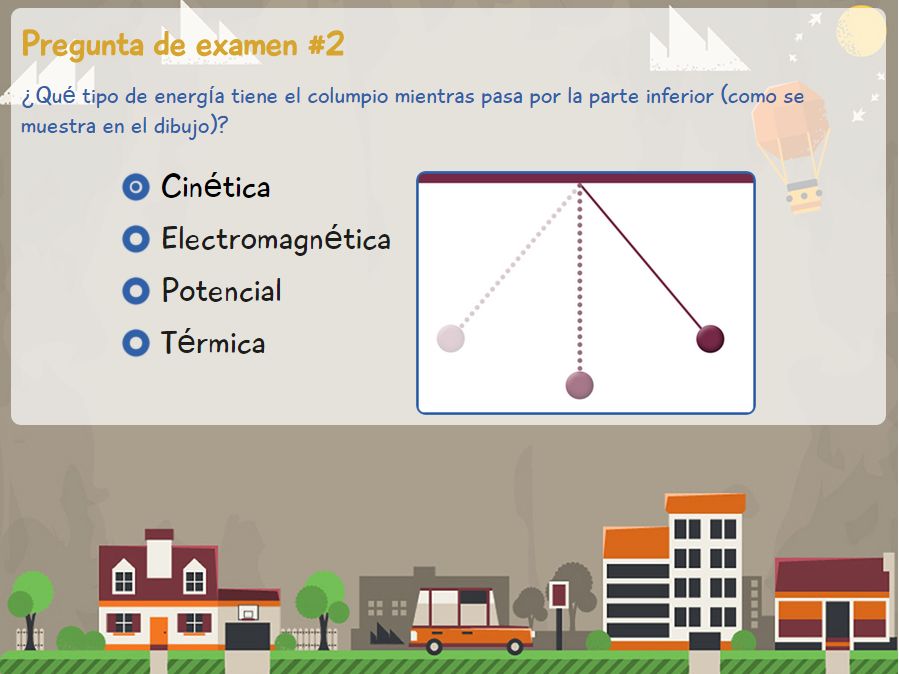 Pregunta de examen #2
¿Qué tipo de energía tiene el columpio mientras pasa por la parte inferior (como se
muestra en el dibujo)?
Cinética
Electromagnética
Potencial
Térmica